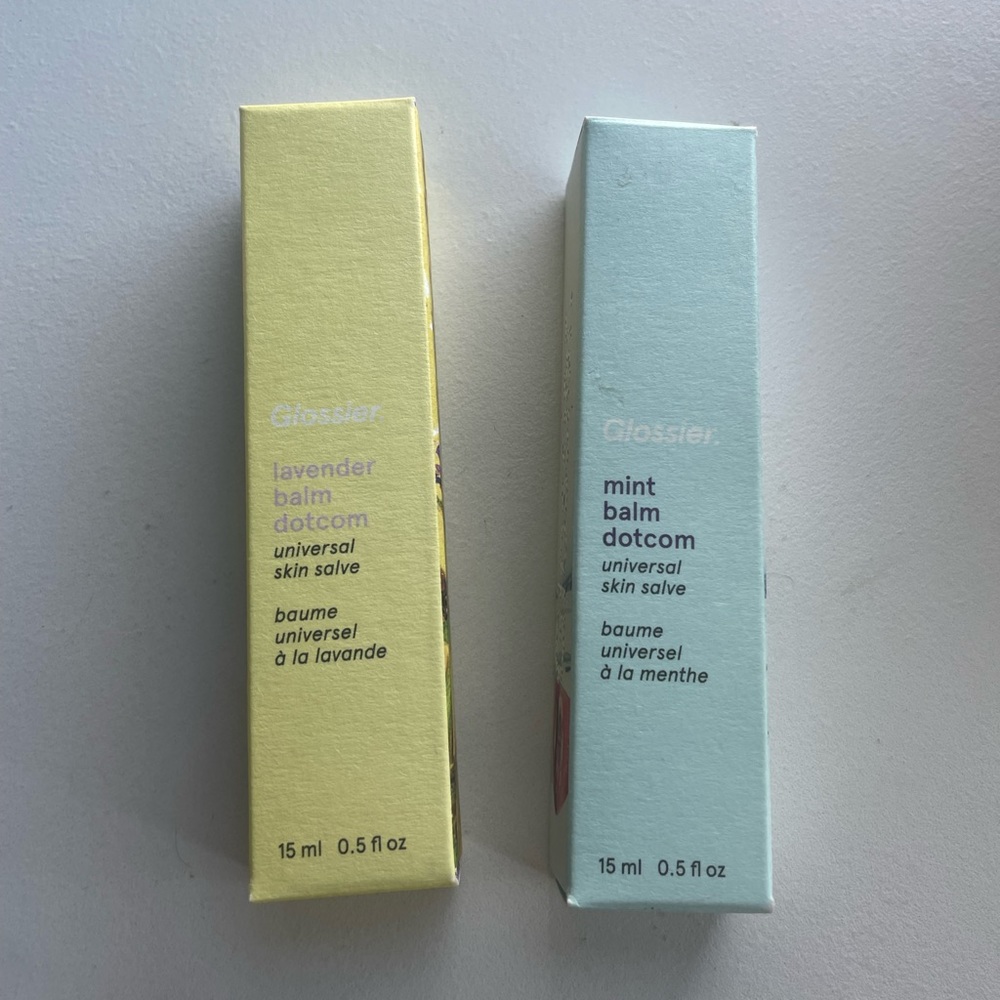 Glossier.
lavender
balm
dotcom
universal
skin salve
baume
universel
à la lavande
15 ml 0.5 fl oz
Glossier.
mint
balm
dotcom
universal
skin salve
baume
universel
à la menthe
15 ml 0.5 fl oz